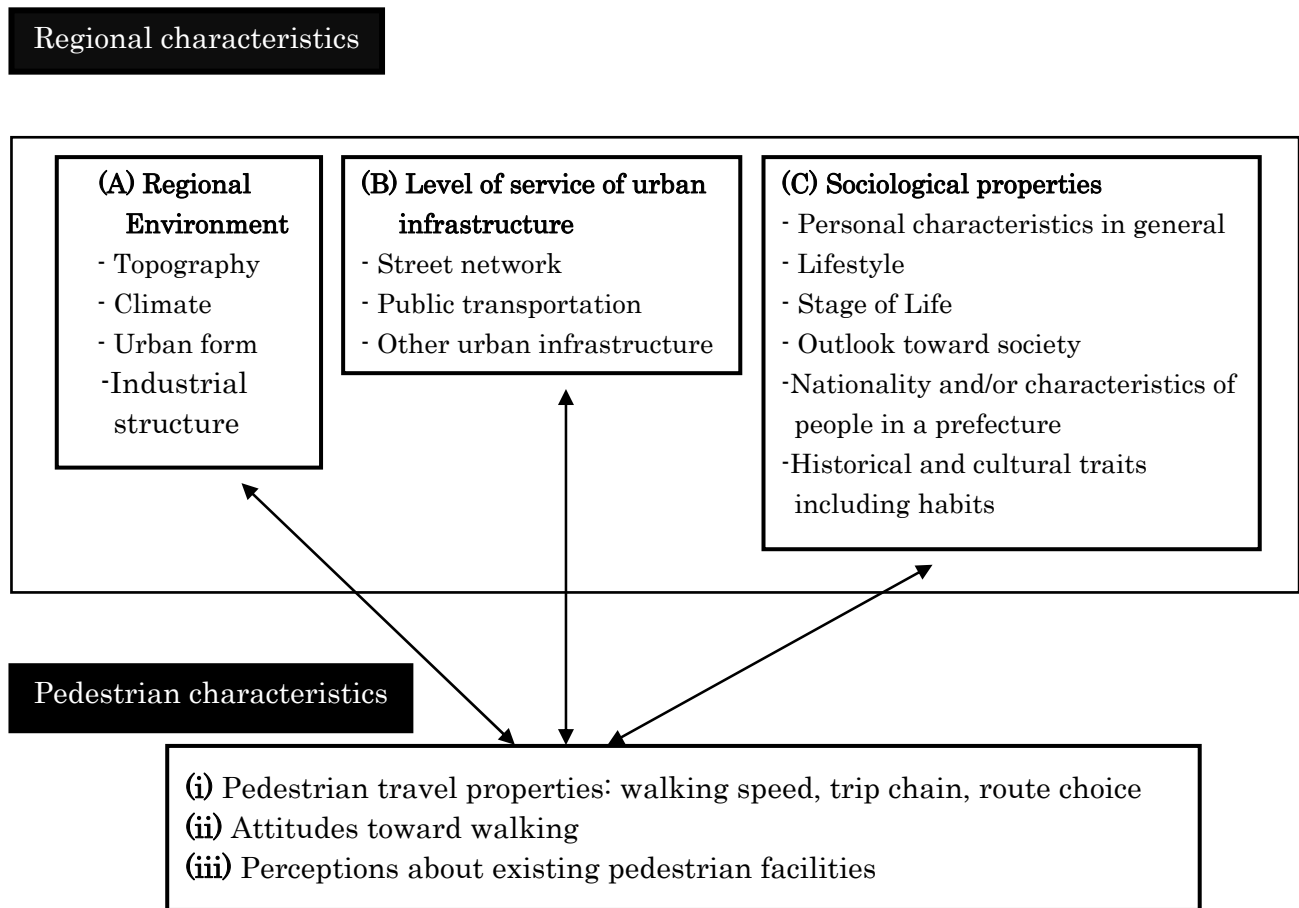 Regional characteristics
(A) Regional
Environment
- Topography
- Climate
- Urban form
-Industrial
structure
(B) Level of service of urban
infrastructure
- Street network
- Public transportation
- Other urban infrastructure
(C) Sociological properties
- Personal characteristics in general
- Lifestyle
- Stage of Life
- Outlook toward society
-Nationality and/or characteristics of
people in a prefecture
-Historical and cultural traits
including habits
Pedestrian characteristics
(i) Pedestrian travel properties: walking speed, trip chain, route choice
(ii) Attitudes toward walking
(iii) Perceptions about existing pedestrian facilities